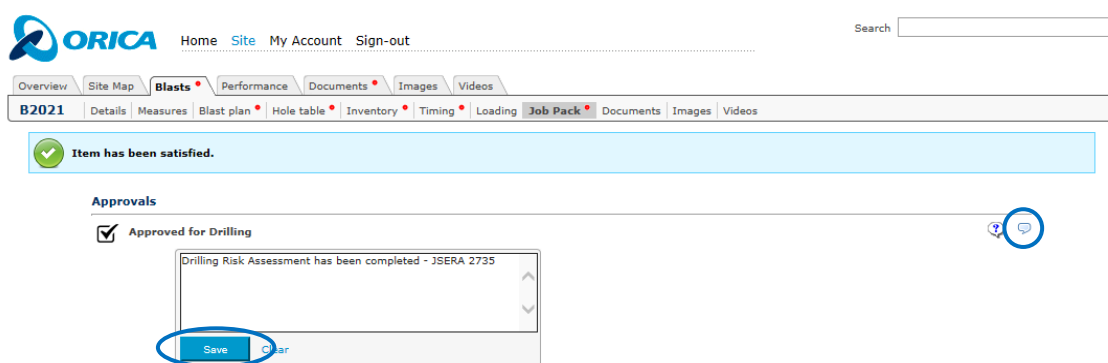 Search
ORICA Home Site My Account Sign-out
Overview Site Map Blasts Performance Documents Images Videos
B2021 Details Measures Blast plan Hole table Inventory Timing Loading Job Pack Documents Images Videos
Item has been satisfied.
Approvals
Approved for Drilling ?
Drilling Risk Assessment has been completed - JSERA 2735
Save Clear